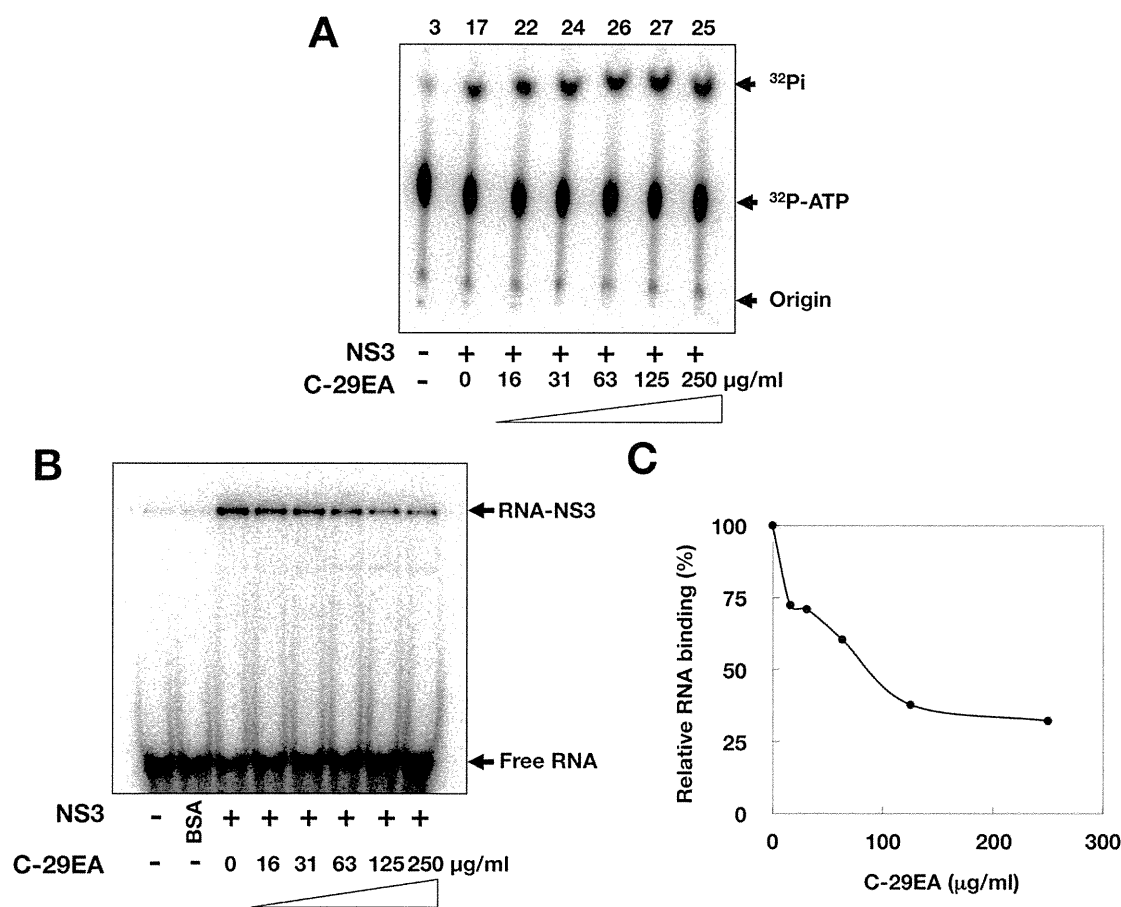 A
3 17 22 24 26 27 25
32Pi
32P-ATP
Origin
NS3 - + + + + + +
C-29EA - 0 16 31 63 125 250 µg/ml
B
RNA-NS3
Free RNA
NS3 - BSA + + + + + +
C-29EA - - 0 16 31 63 125 250 µg/ml
C
Relative RNA binding (%)
100
75
50
25
0
0 100 200 300
C-29EA (µg/ml)